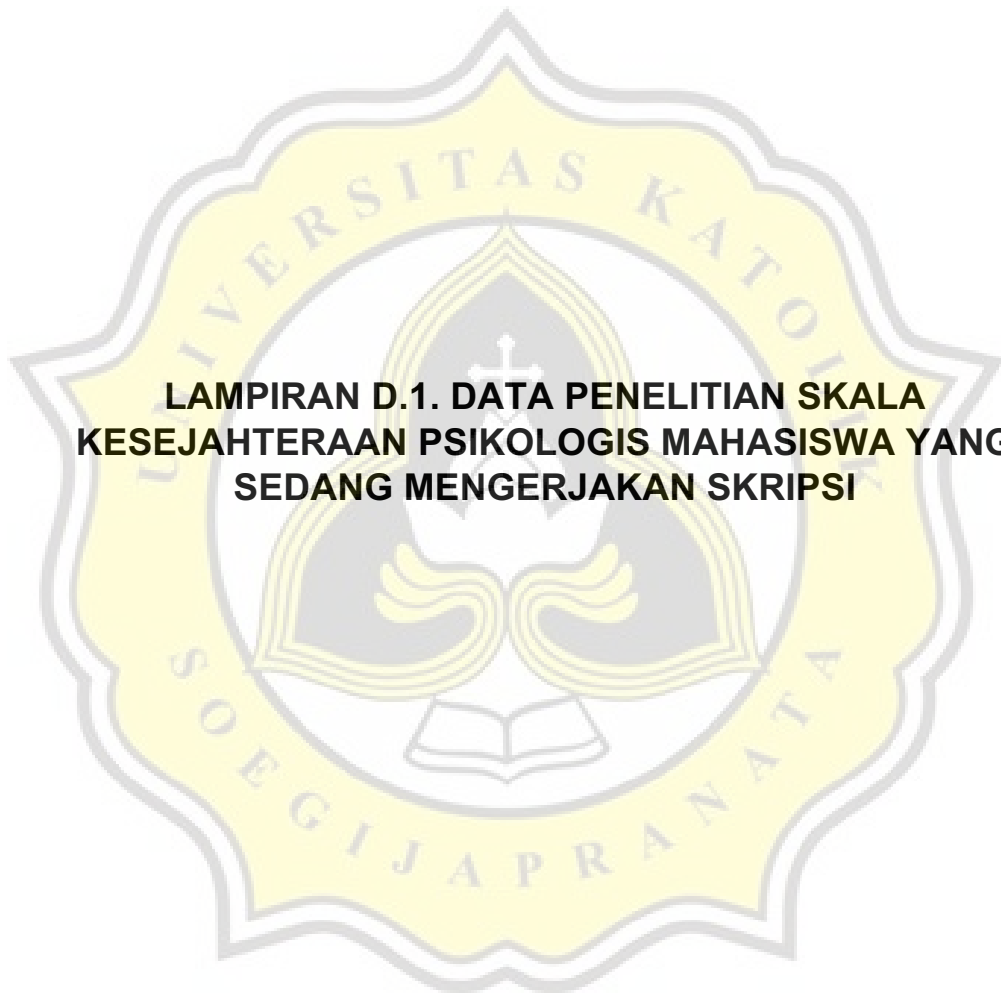 UNIVERSITAS KATOLIK
LAMPIRAN D.1. DATA PENELITIAN SKALA
KESEJAHTERAAN PSIKOLOGIS MAHASISWA YANG
SEDANG MENGERJAKAN SKRIPSI
SOEGIJAPRANATA